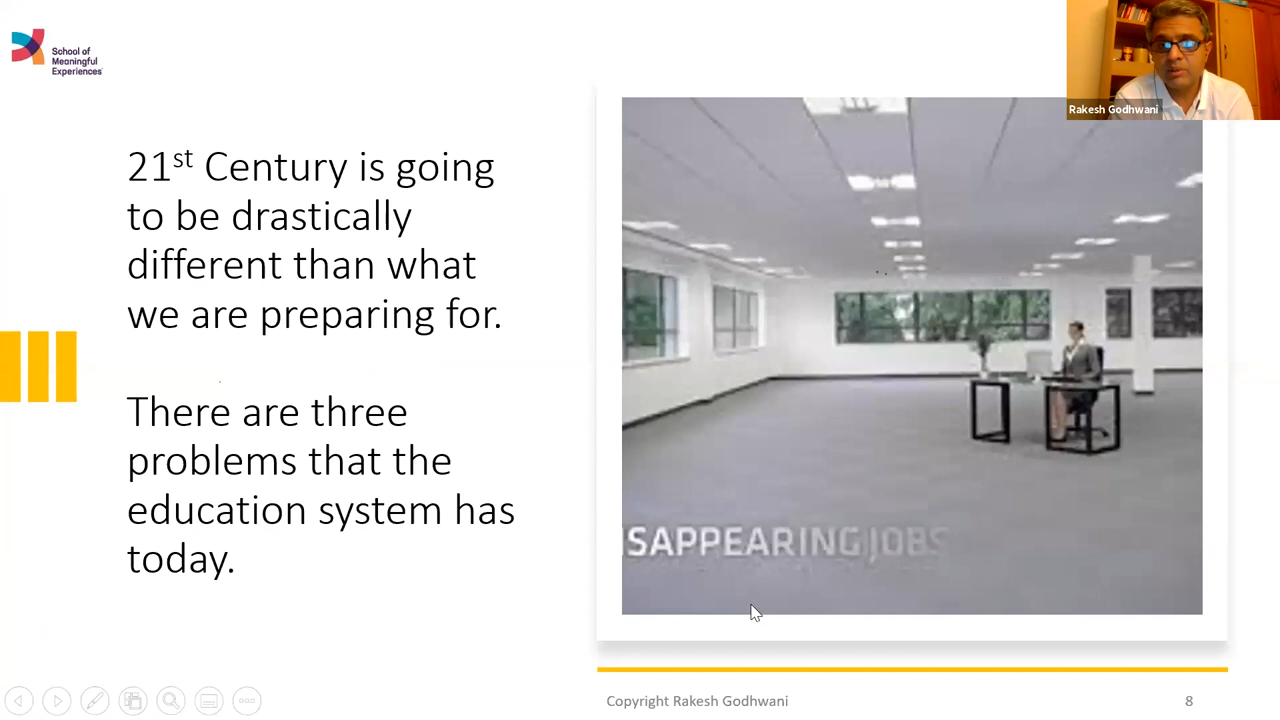 School of
Meaningful
Experiences
Rakesh Godhwani
21st Century is going
to be drastically
different than what
we are preparing for.
There are three
problems that the
education system has
today.
ISAPPEARING JOBS
Copyright Rakesh Godhwani
8